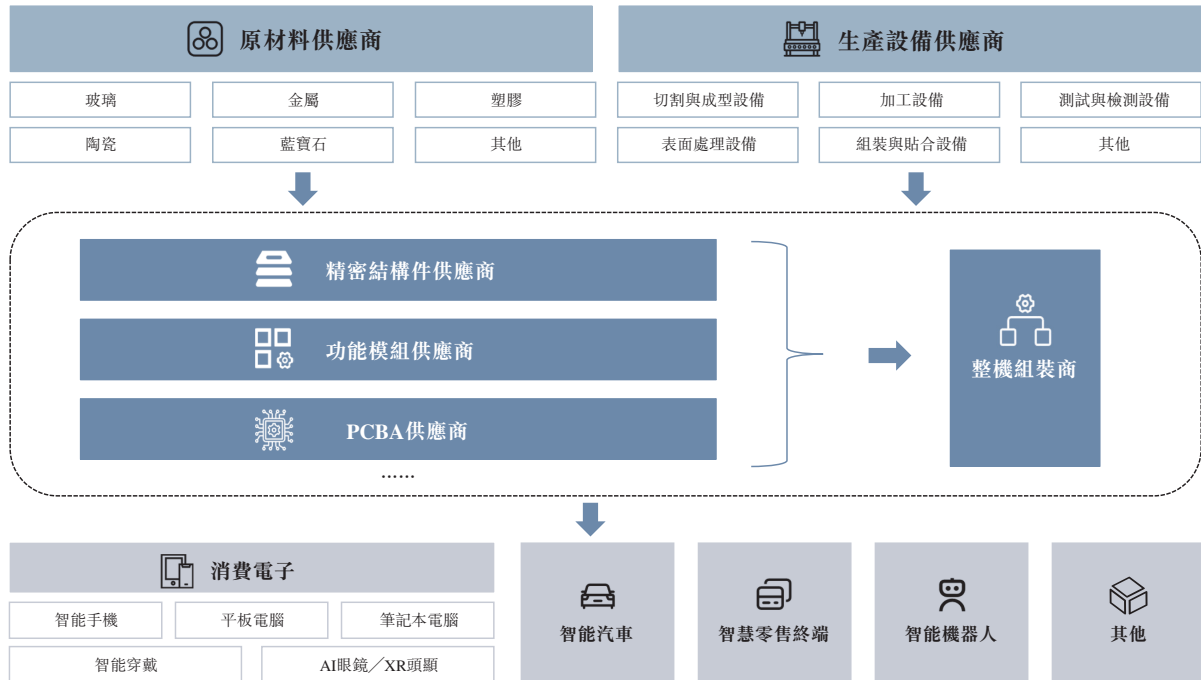 原材料供應商
生產設備供應商
玻璃
金屬
塑膠
切割與成型設備
加工設備
測試與檢測設備
陶瓷
藍寶石
其他
表面處理設備
組裝與貼合設備
其他
精密結構件供應商
功能模組供應商
PCBA供應商
……
整機組裝商
消費電子
智能手機
平板電腦
筆記本電腦
智能穿戴
AI眼鏡／XR頭顯
智能汽車
智慧零售終端
智能機器人
其他